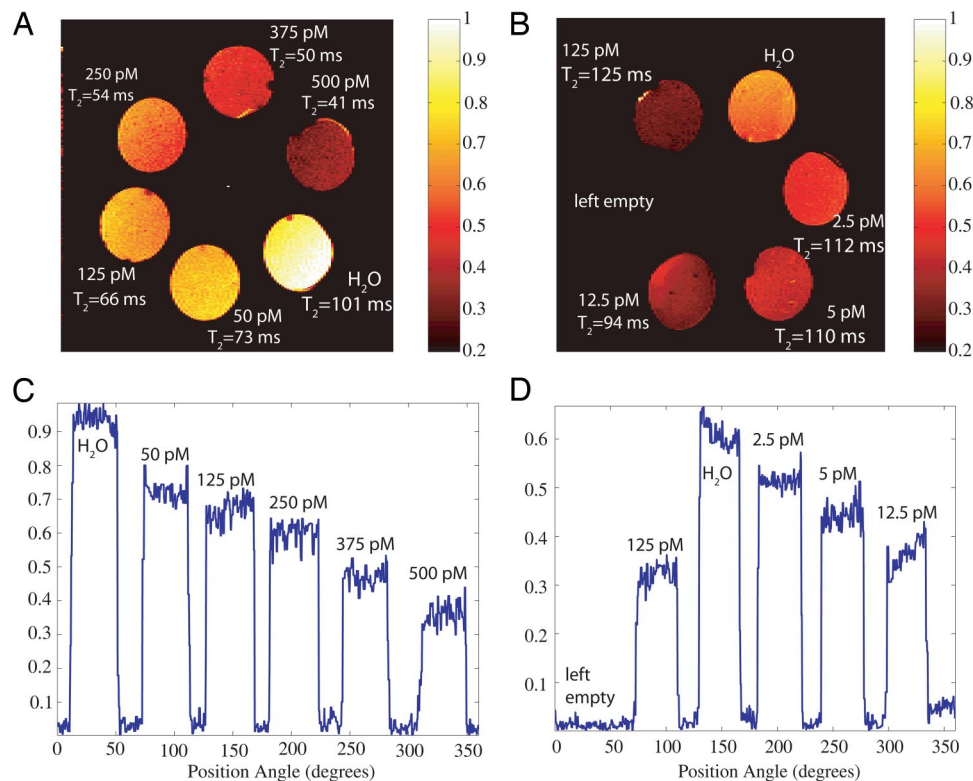 A
375 pM
T2=50 ms
250 pM
T2=54 ms
500 pM
T2=41 ms
125 pM
T2=66 ms
50 pM
T2=73 ms
H2O
T2=101 ms
1
0.9
0.8
0.7
0.6
0.5
0.4
0.3
0.2
B
125 pM
T2=125 ms
H2O
left empty
2.5 pM
T2=112 ms
12.5 pM
T2=94 ms
5 pM
T2=110 ms
1
0.9
0.8
0.7
0.6
0.5
0.4
0.3
0.2
C
0.9
0.8
0.7
0.6
0.5
0.4
0.3
0.2
0.1
H2O
50 pM
125 pM
250 pM
375 pM
500 pM
0 50 100 150 200 250 300 350
Position Angle (degrees)
D
0.6
0.5
0.4
0.3
0.2
0.1
125 pM
H2O
2.5 pM
5 pM
12.5 pM
left
empty
0 50 100 150 200 250 300 350
Position Angle (degrees)